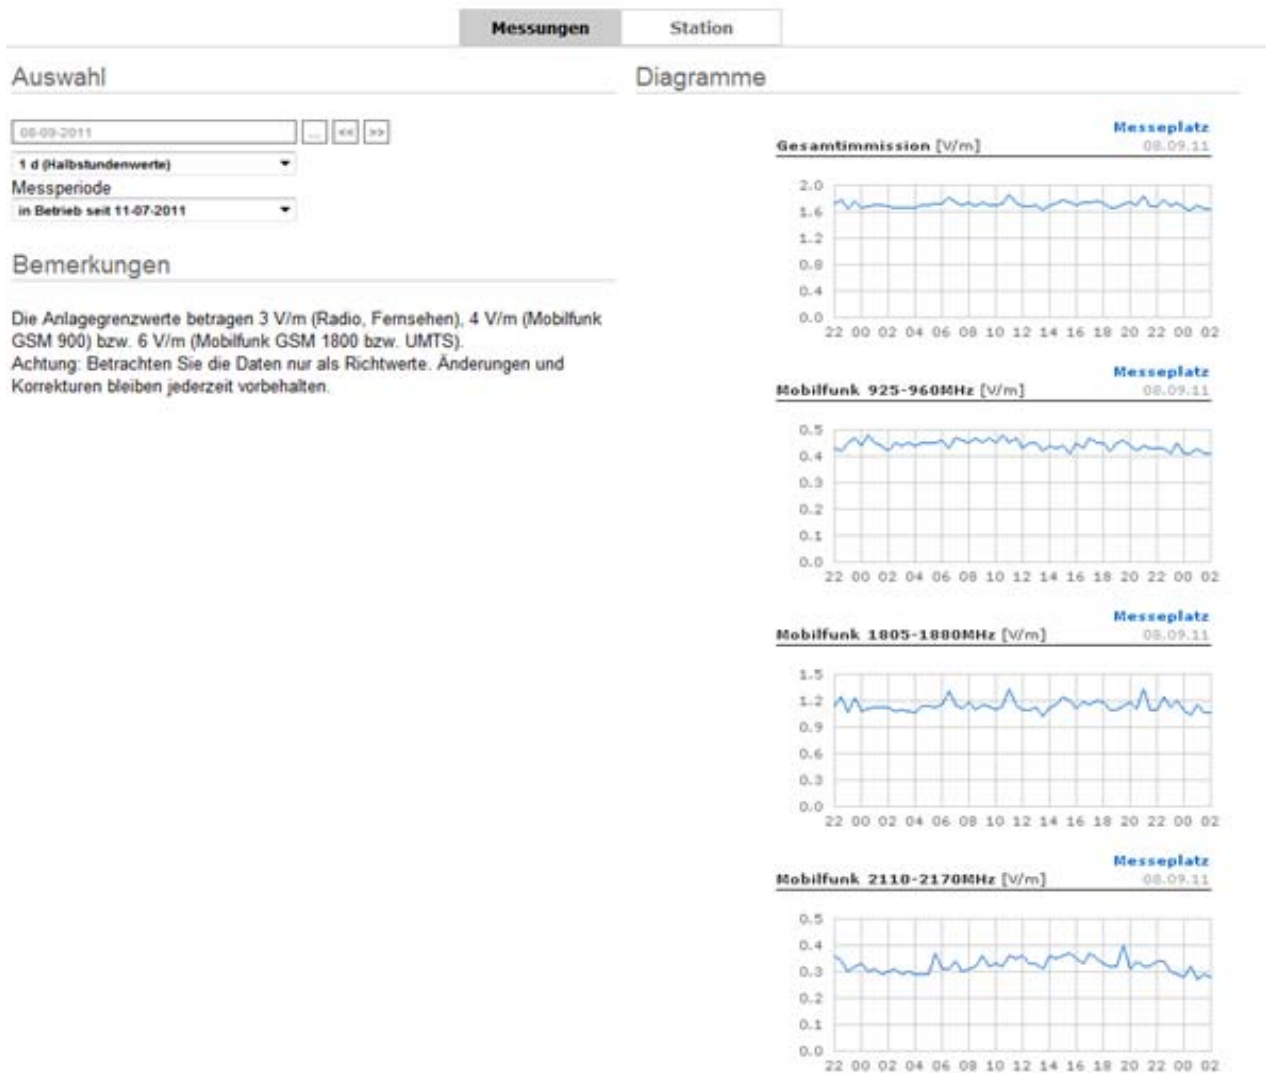 Messungen Station
Auswahl
08-09-2011 ... << >>
1 d (Halbstundenwerte)
Messperiode
in Betrieb seit 11-07-2011
Bemerkungen
Die Anlagegrenzwerte betragen 3 V/m (Radio, Fernsehen), 4 V/m (Mobilfunk
GSM 900) bzw. 6 V/m (Mobilfunk GSM 1800 bzw. UMTS).
Achtung: Betrachten Sie die Daten nur als Richtwerte. Änderungen und
Korrekturen bleiben jederzeit vorbehalten.
Diagramme
Messeplatz
Gesamtimmission [V/m] 08.09.11
2.0
1.6
1.2
0.8
0.4
0.0
22 00 02 04 06 08 10 12 14 16 18 20 22 00 02
Messeplatz
Mobilfunk 925-960MHz [V/m] 08.09.11
0.5
0.4
0.3
0.2
0.1
0.0
22 00 02 04 06 08 10 12 14 16 18 20 22 00 02
Messeplatz
Mobilfunk 1805-1880MHz [V/m] 08.09.11
1.5
1.2
0.9
0.6
0.3
0.0
22 00 02 04 06 08 10 12 14 16 18 20 22 00 02
Messeplatz
Mobilfunk 2110-2170MHz [V/m] 08.09.11
0.5
0.4
0.3
0.2
0.1
0.0
22 00 02 04 06 08 10 12 14 16 18 20 22 00 02